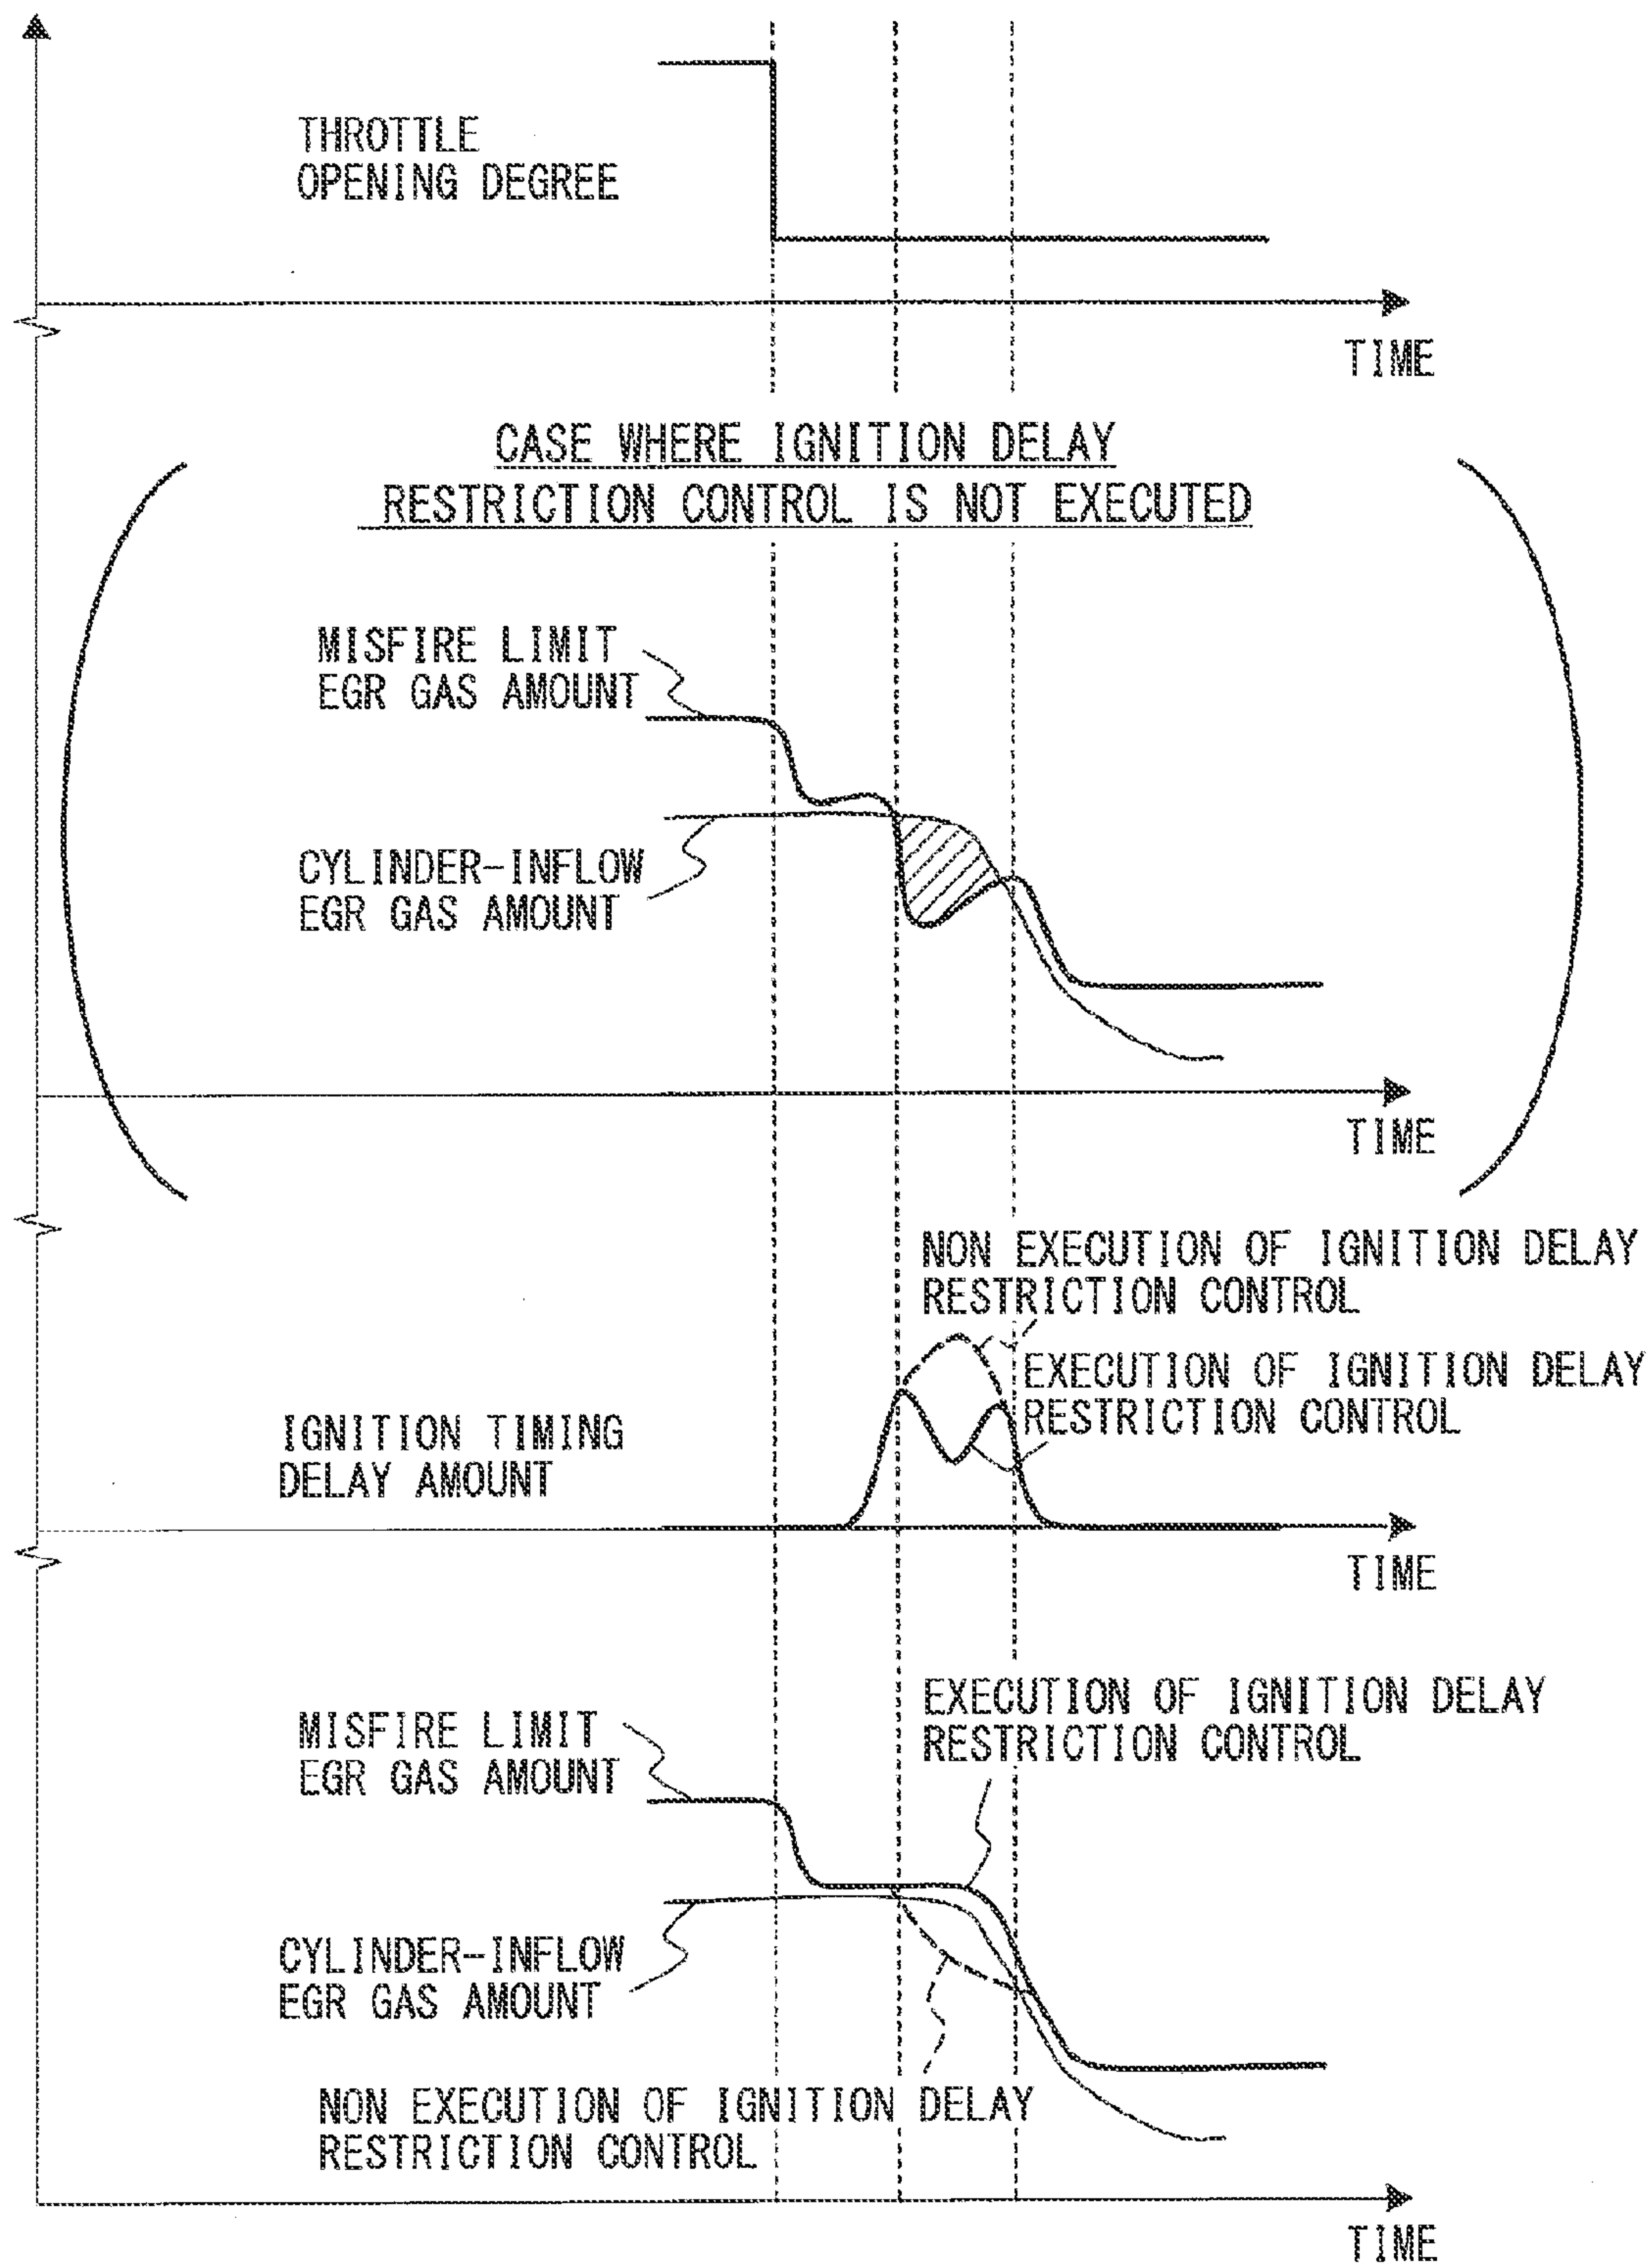 THROTTLE
OPENING DEGREE
TIME
CASE WHERE IGNITION DELAY
RESTRICTION CONTROL IS NOT EXECUTED
MISFIRE LIMIT
EGR GAS AMOUNT
CYLINDER-INFLOW
EGR GAS AMOUNT
TIME
NON EXECUTION OF IGNITION DELAY
RESTRICTION CONTROL
EXECUTION OF IGNITION DELAY
RESTRICTION CONTROL
IGNITION TIMING
DELAY AMOUNT
TIME
EXECUTION OF IGNITION DELAY
RESTRICTION CONTROL
MISFIRE LIMIT
EGR GAS AMOUNT
CYLINDER-INFLOW
EGR GAS AMOUNT
NON EXECUTION OF IGNITION DELAY
RESTRICTION CONTROL
TIME